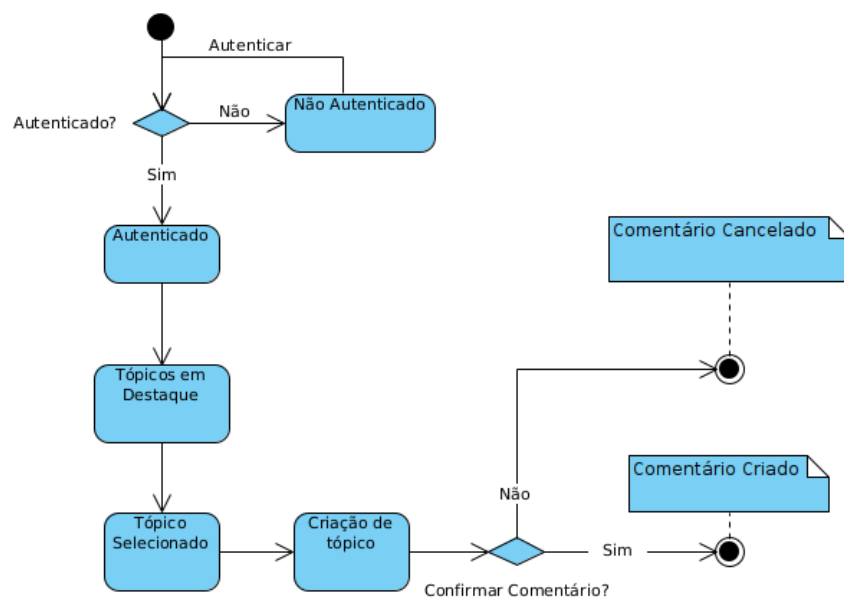 Autenticar
Não Autenticado
Autenticado?
Não
Sim
Autenticado
Comentário Cancelado
Tópicos em
Destaque
Comentário Criado
Não
Tópico
Selecionado
Criação de
tópico
Sim
Confirmar Comentário?